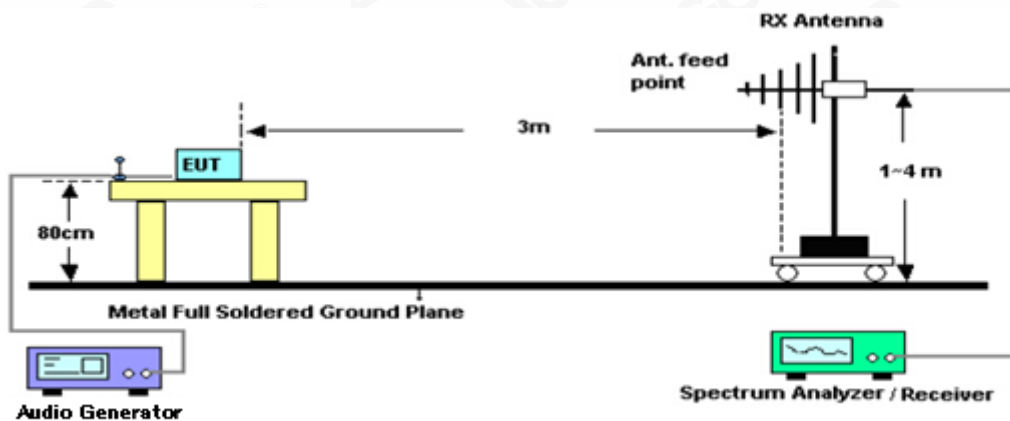 RX Antenna
Ant. feed
point
3m
EUT
1~4 m
80cm
Metal Full Soldered Ground Plane
Spectrum Analyzer / Receiver
Audio Generator